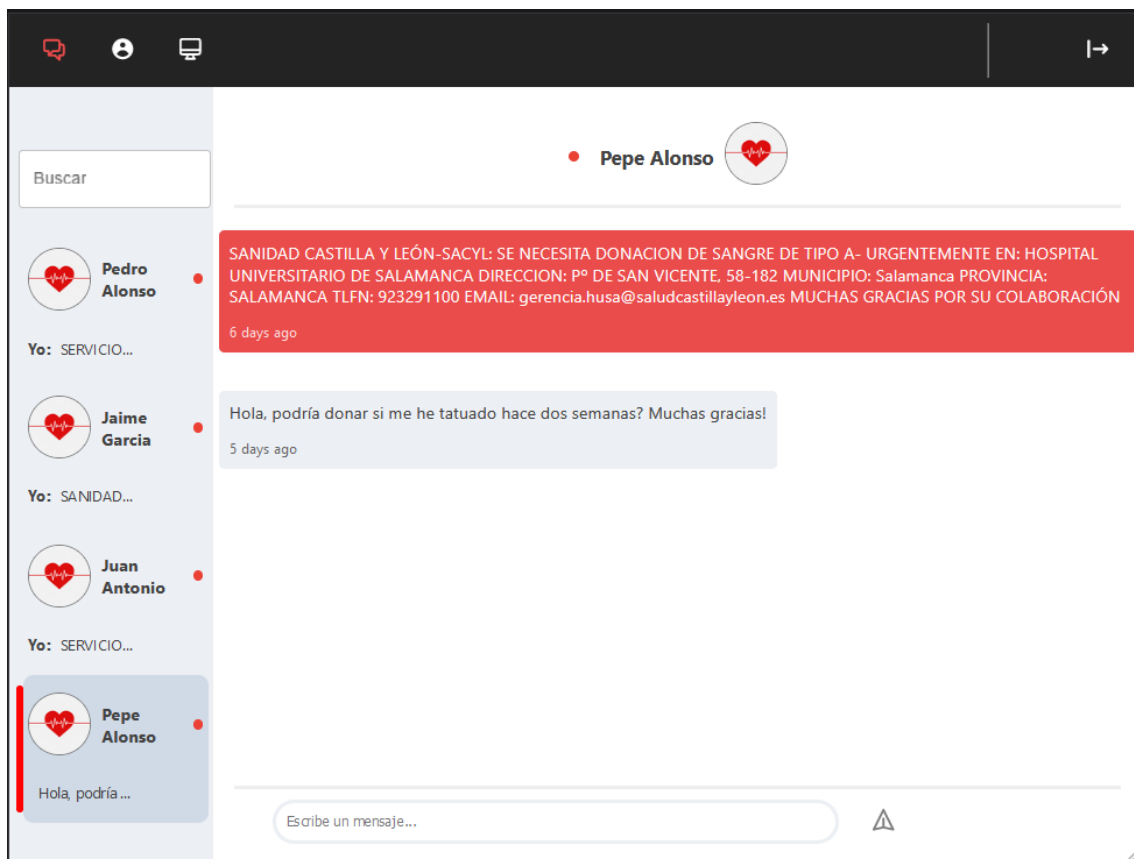 Buscar
Pedro
Alonso
Yo: SERVICIO...
Jaime
Garcia
Yo: SANIDAD...
Juan
Antonio
Yo: SERVICIO...
Pepe
Alonso
Hola, podría ...
Pepe Alonso
SANIDAD CASTILLA Y LEÓN-SACYL: SE NECESITA DONACION DE SANGRE DE TIPO A- URGENTEMENTE EN: HOSPITAL
UNIVERSITARIO DE SALAMANCA DIRECCION: Pº DE SAN VICENTE, 58-182 MUNICIPIO: Salamanca PROVINCIA:
SALAMANCA TLFN: 923291100 EMAIL: gerencia.husa@saludcastillayleon.es MUCHAS GRACIAS POR SU COLABORACIÓN
6 days ago
Hola, podría donar si me he tatuado hace dos semanas? Muchas gracias!
5 days ago
Escribe un mensaje...